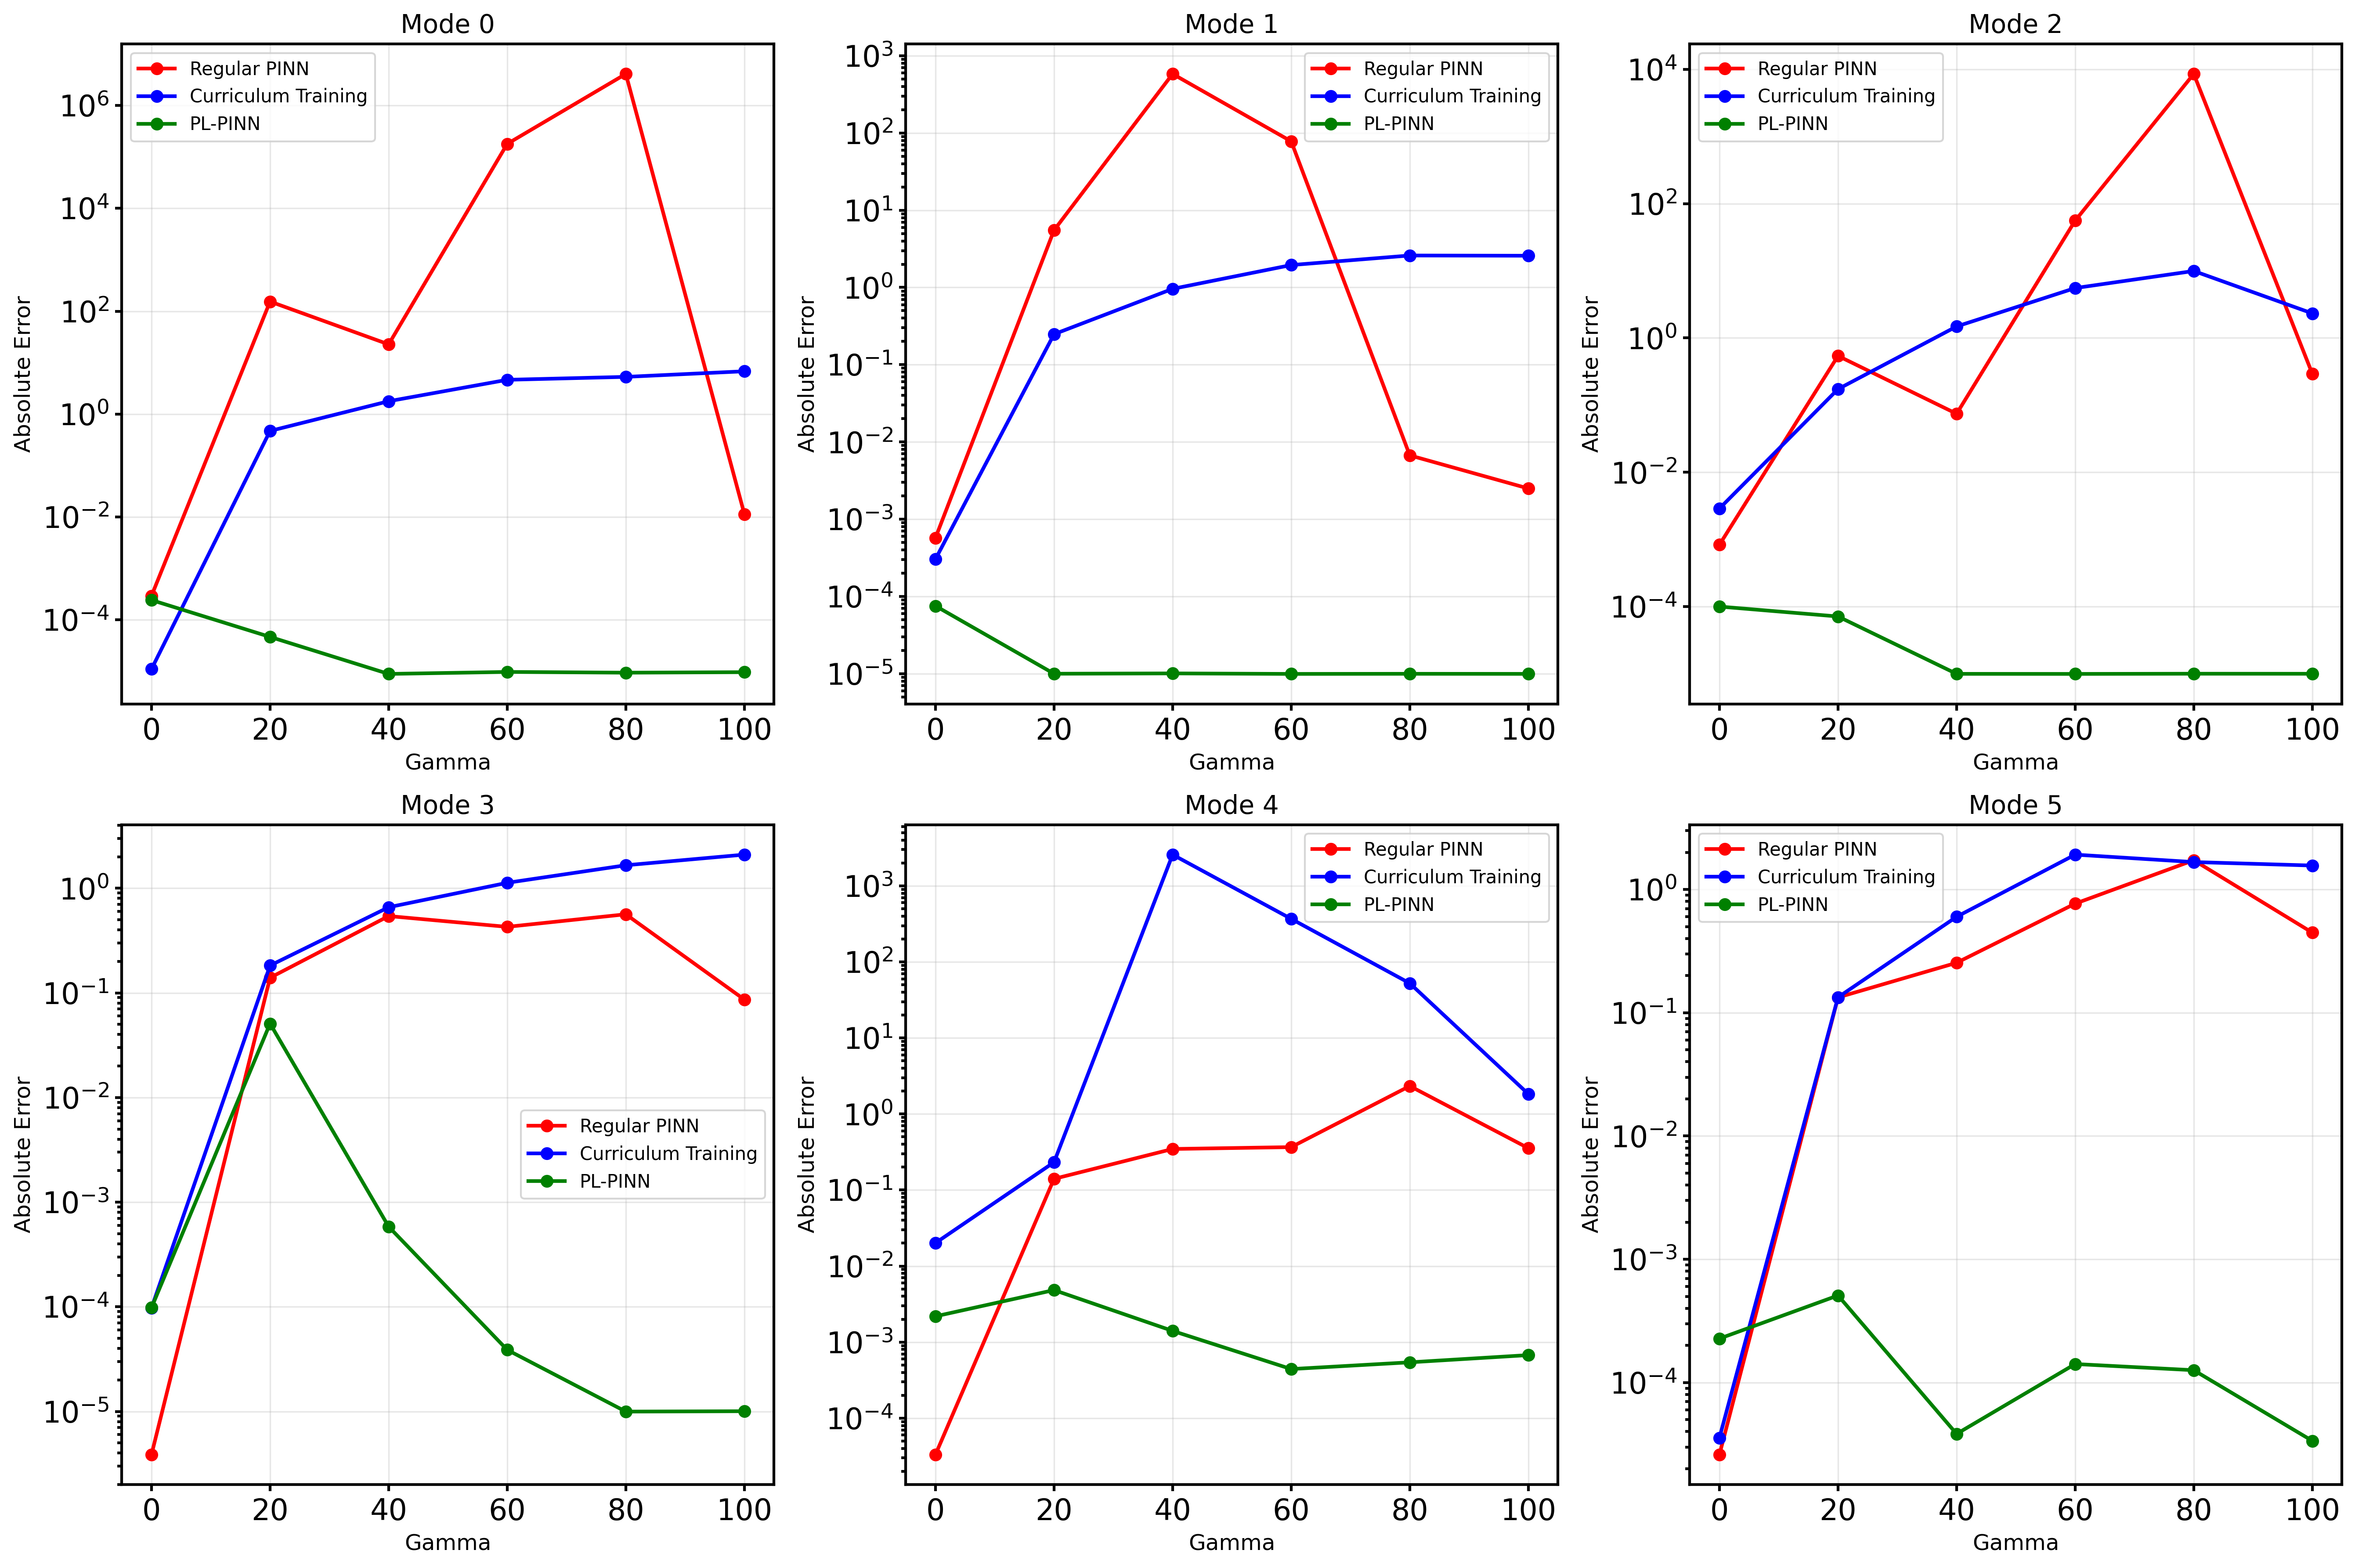 Mode 0
Regular PINN
Curriculum Training
PL-PINN
10^6
10^4
10^2
10^0
10^-2
10^-4
Absolute Error
0 20 40 60 80 100
Gamma
Mode 1
Regular PINN
Curriculum Training
PL-PINN
10^3
10^2
10^1
10^0
10^-1
10^-2
10^-3
10^-4
10^-5
Absolute Error
0 20 40 60 80 100
Gamma
Mode 2
Regular PINN
Curriculum Training
PL-PINN
10^4
10^2
10^0
10^-2
10^-4
Absolute Error
0 20 40 60 80 100
Gamma
Mode 3
10^0
10^-1
10^-2
10^-3
10^-4
10^-5
Absolute Error
Regular PINN
Curriculum Training
PL-PINN
0 20 40 60 80 100
Gamma
Mode 4
Regular PINN
Curriculum Training
PL-PINN
10^3
10^2
10^1
10^0
10^-1
10^-2
10^-3
10^-4
Absolute Error
0 20 40 60 80 100
Gamma
Mode 5
Regular PINN
Curriculum Training
PL-PINN
10^0
10^-1
10^-2
10^-3
10^-4
Absolute Error
0 20 40 60 80 100
Gamma